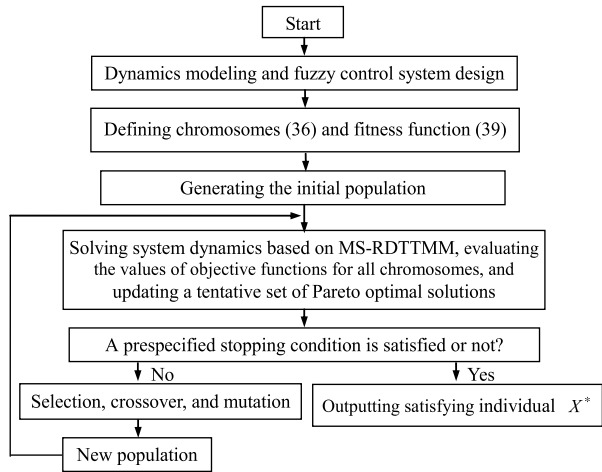 Start
Dynamics modeling and fuzzy control system design
Defining chromosomes (36) and fitness function (39)
Generating the initial population
Solving system dynamics based on MS-RDTTMM, evaluating
the values of objective functions for all chromosomes, and
updating a tentative set of Pareto optimal solutions
A prespecified stopping condition is satisfied or not?
No
Yes
Selection, crossover, and mutation
Outputting satisfying individual X*
New population